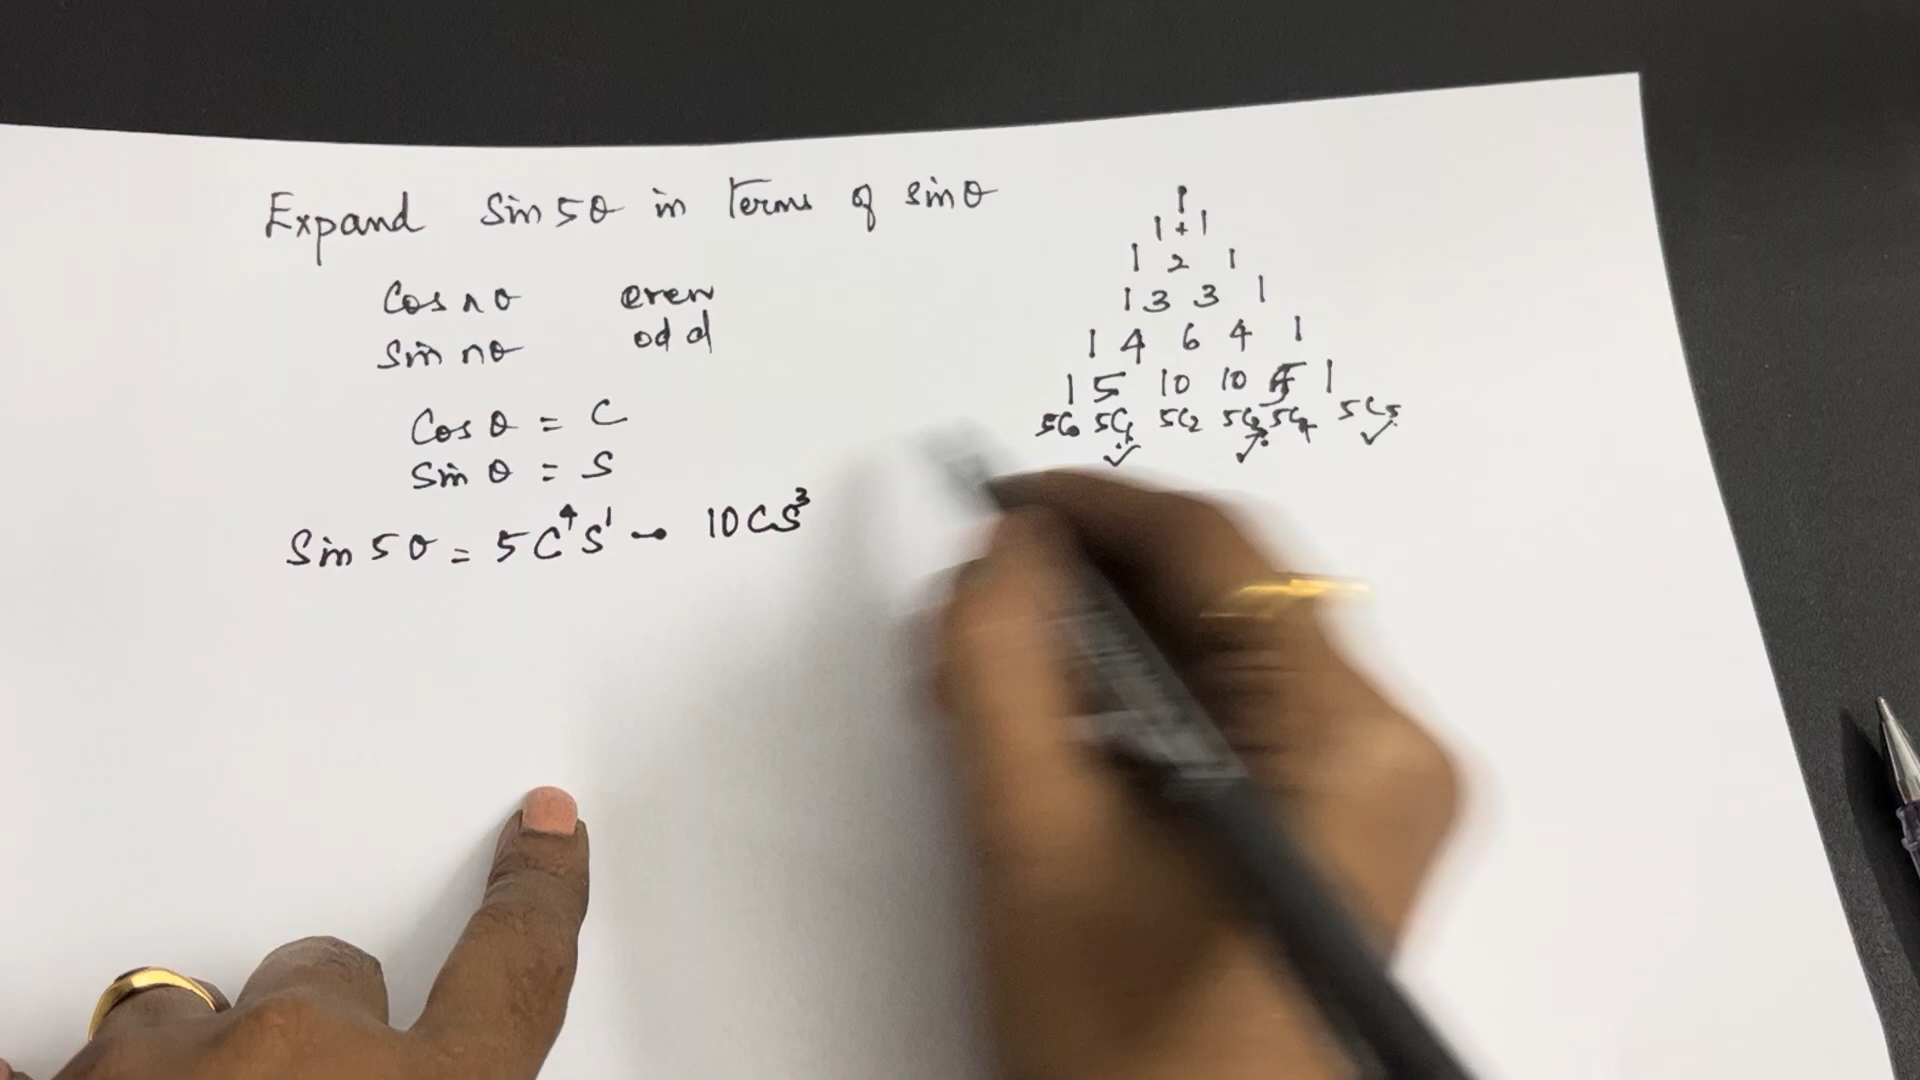 Expand Sin 5θ in Terms of sinθ
Cos nθ even
Sin nθ odd
Cos θ = C
Sin θ = S
Sin 5θ = 5C⁴S¹ - 10CS³
1
1 + 1
1 2 1
1 3 3 1
1 4 6 4 1
1 5 10 10 5 1
5C₀ 5C₁ 5C₂ 5C₃ 5C₄ 5C₅
✓ ✓ ✓